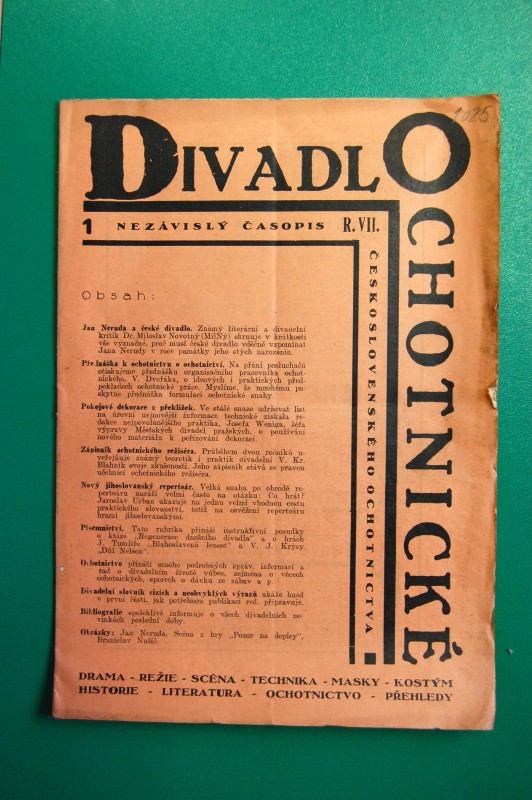 1025
DIVADLO
OCHOTNICKÉ
1 NEZÁVISLÝ ČASOPIS R.VII.
ČESKOSLOVENSKÉHO OCHOTNICTVA
Obsah:
Jan Neruda a české divadlo. Známý literární a divadelní
kritik Dr. Miloslav Novotný (MilNý) shrnuje v krátkosti
vše význačné, proč musí české divadlo vděčně vzpomínat
Jana Nerudy v roce památky jeho stých narozenin.
Přednáška k ochotnictvu o ochotnictví. Na přání posluchačů
otiskujeme přednášku organisačního pracovníka ochot-
nického, V. Dvořáka, o ideových i praktických před-
pokladech ochotnické práce. Myslíme, že mnohému po-
skytne přednáška formulaci ochotnické snahy.
Pokojové dekorace z překližek. Ve stálé snaze udržovat list
na úrovni nejnovější informace technické získala re-
dakce nejpovolanějšího praktika, Josefa Weniga, šéfa
výpravy Městských divadel pražských, o používání
nového materiálu k pořizování dekorací.
Zápisník ochotnického režiséra. Průběhem dvou ročníků u-
veřejňuje známý teoretik i praktik divadelní V. Kr.
Blahník svoje zkušenosti. Jeho zápisník stává se pravou
učebnicí ochotnického režiséra.
Nový jihoslovanský repertoár. Velká snaha po obrodě re-
pertoáru naráží velmi často na otázku: Co hrát?
Jaroslav Urban ukazuje na jednu velmi vhodnou cestu
praktického slovanství, totiž na osvěžení repertoáru
hrami jihoslovanskými.
Písemnictví. Tato rubrika přináší instruktivní posudky
o knize „Regenerace dnešního divadla" a o hrách
J. Tumlíře „Blahoslavená lenost" a V. J. Krýsy
„Důl Nelson".
Ochotnictvo přináší mnoho podrobných zpráv, informací a
rad o divadelním životě vůbec, zejména o věcech
ochotnických, sporech o dávku ze zábav a p.
Divadelní slovník cizích a neobvyklých výrazů ukáže hned
v první části, jak potřebnou publikaci red. připravuje.
Bibliografie spolehlivě informuje o všech divadelních no-
vinkách poslední doby.
Obrázky: Jan Neruda. Scéna z hry „Pozor na dopisy",
Branislav Nušič.
DRAMA - REŽIE - SCÉNA - TECHNIKA - MASKY - KOSTÝM
HISTORIE - LITERATURA - OCHOTNICTVO - PŘEHLEDY